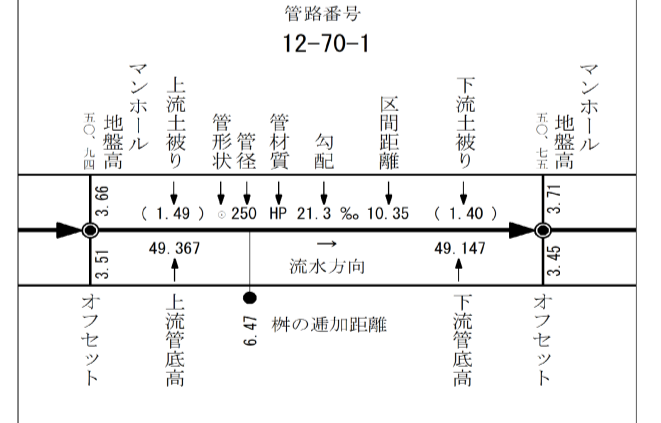 管路番号
12-70-1
マンホール
地盤高
五〇、九四
上流土被り
管形状
管径
管材質
勾配
区間距離
下流土被り
マンホール
地盤高
五〇、七五
3.66
( 1.49 ) ◎ 250 HP 21.3 ‰ 10.35 ( 1.40 )
3.71
3.51
49.367
→
流水方向
49.147
3.45
オフセット
上流管底高
6.47
桝の逓加距離
下流管底高
オフセット